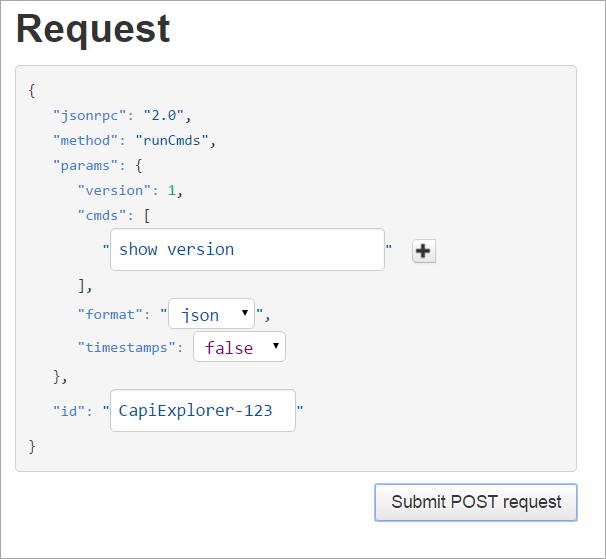 Request
{
"jsonrpc": "2.0",
"method": "runCmds",
"params": {
"version": 1,
"cmds": [
"show version"
],
"format": "json",
"timestamps": false
},
"id": "CapiExplorer-123"
}
Submit POST request